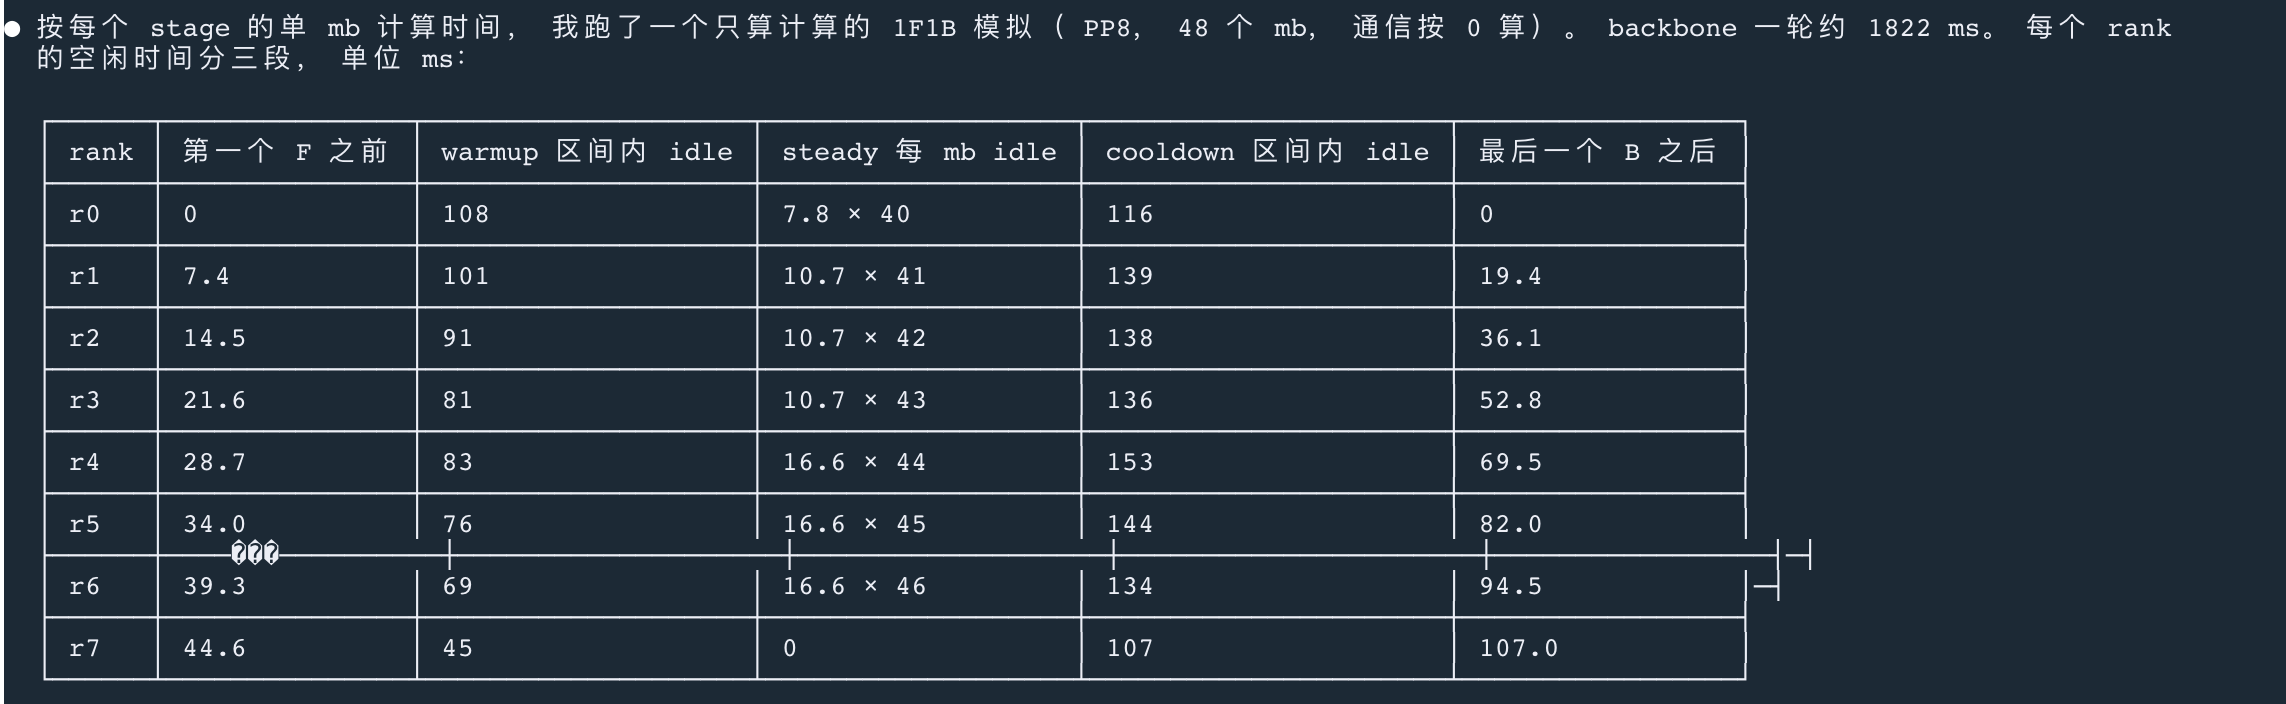 ● 按每个 stage 的单 mb 计算时间, 我跑了一个只算计算的 1F1B 模拟 ( PP8, 48 个 mb, 通信按 0 算) 。 backbone 一轮约 1822 ms。 每个 rank
的空闲时间分三段, 单位 ms:
rank 第一个 F 之前 warmup 区间内 idle steady 每 mb idle cooldown 区间内 idle 最后一个 B 之后
r0 0 108 7.8 × 40 116 0
r1 7.4 101 10.7 × 41 139 19.4
r2 14.5 91 10.7 × 42 138 36.1
r3 21.6 81 10.7 × 43 136 52.8
r4 28.7 83 16.6 × 44 153 69.5
r5 34.0 76 16.6 × 45 144 82.0
���
r6 39.3 69 16.6 × 46 134 94.5
r7 44.6 45 0 107 107.0